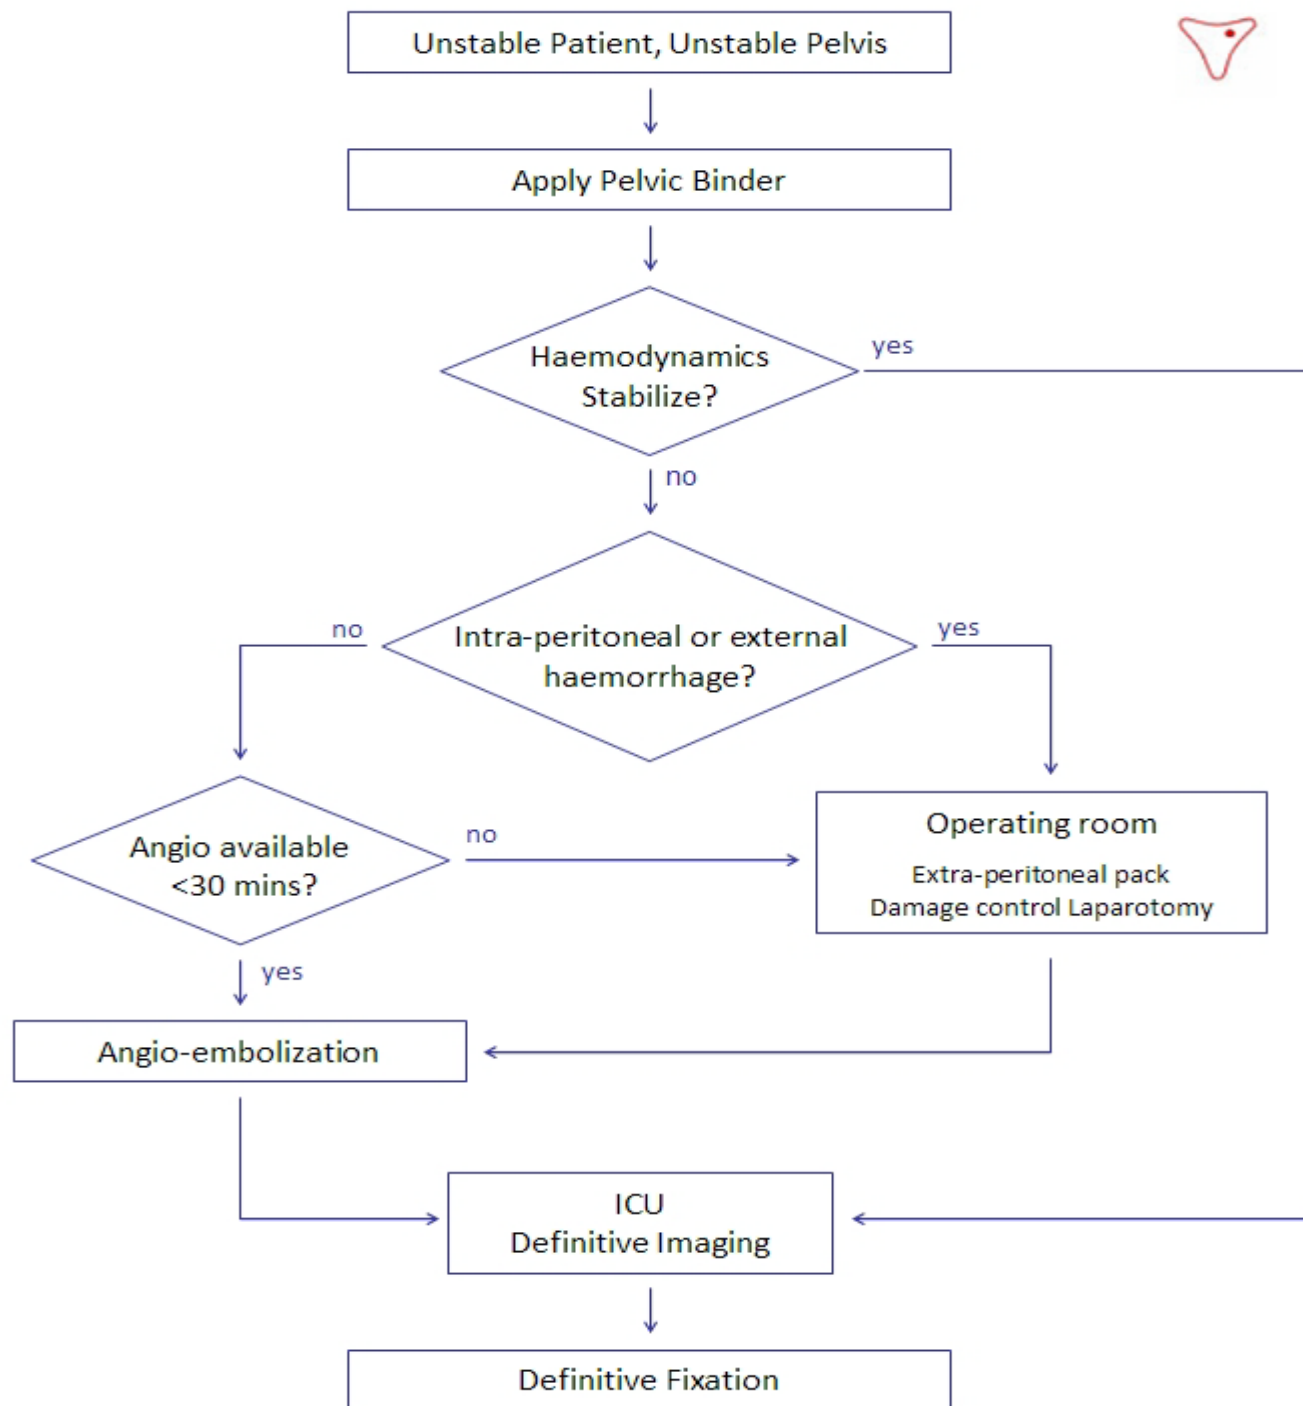 Unstable Patient, Unstable Pelvis
Apply Pelvic Binder
Haemodynamics
Stabilize?
yes
no
Intra-peritoneal or external
haemorrhage?
no
yes
Angio available
<30 mins?
no
yes
Operating room
Extra-peritoneal pack
Damage control Laparotomy
Angio-embolization
ICU
Definitive Imaging
Definitive Fixation